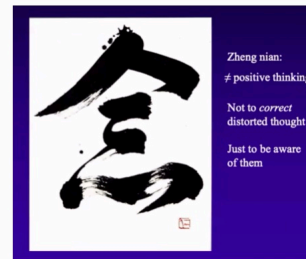 念
Zheng nian:
≠ positive thinking
Not to correct
distorted thought
Just to be aware
of them